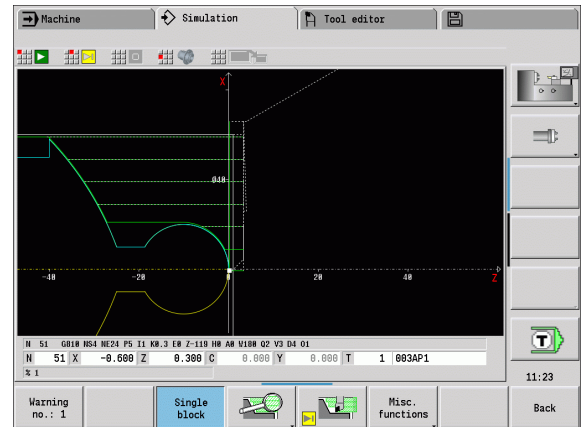 Machine Simulation Tool editor
X
Ø40
-40 -20 0 20 40 Z
N 51 G810 NS4 NE24 P5 I1 K0.3 E0 Z-119 H0 A0 W180 Q2 V3 D4 O1
N 51 X -0.600 Z 0.300 C 0.000 Y 0.000 T 1 003AP1
% 1
T
11:23
Warning no.: 1
Single block
Misc. functions
Back